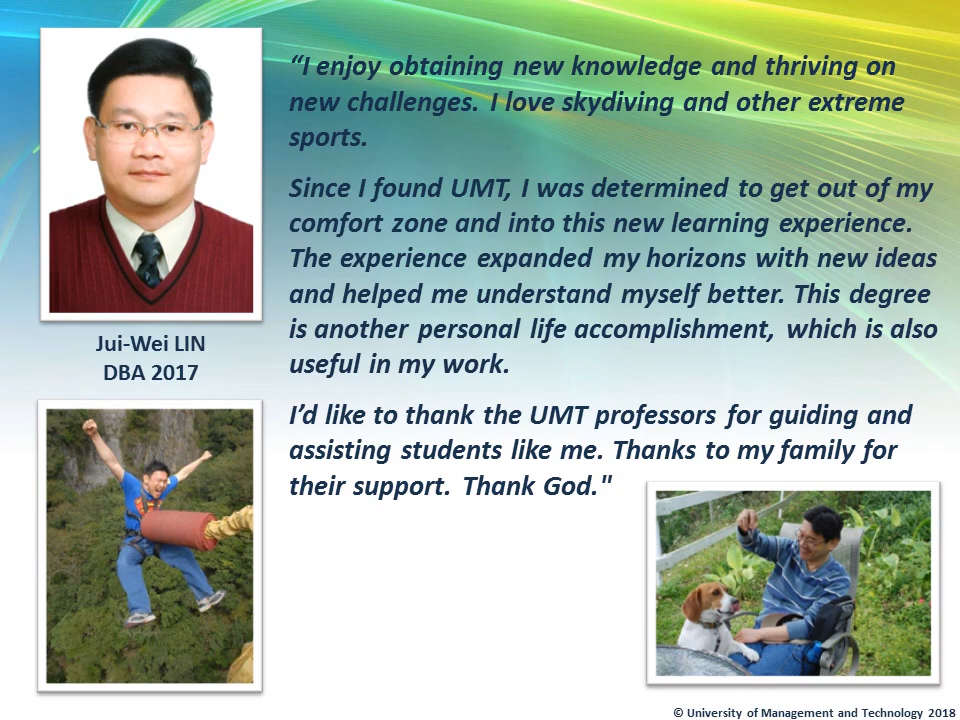 “I enjoy obtaining new knowledge and thriving on
new challenges. I love skydiving and other extreme
sports.
Since I found UMT, I was determined to get out of my
comfort zone and into this new learning experience.
The experience expanded my horizons with new ideas
and helped me understand myself better. This degree
is another personal life accomplishment, which is also
useful in my work.
I’d like to thank the UMT professors for guiding and
assisting students like me. Thanks to my family for
their support. Thank God."
Jui-Wei LIN
DBA 2017
© University of Management and Technology 2018